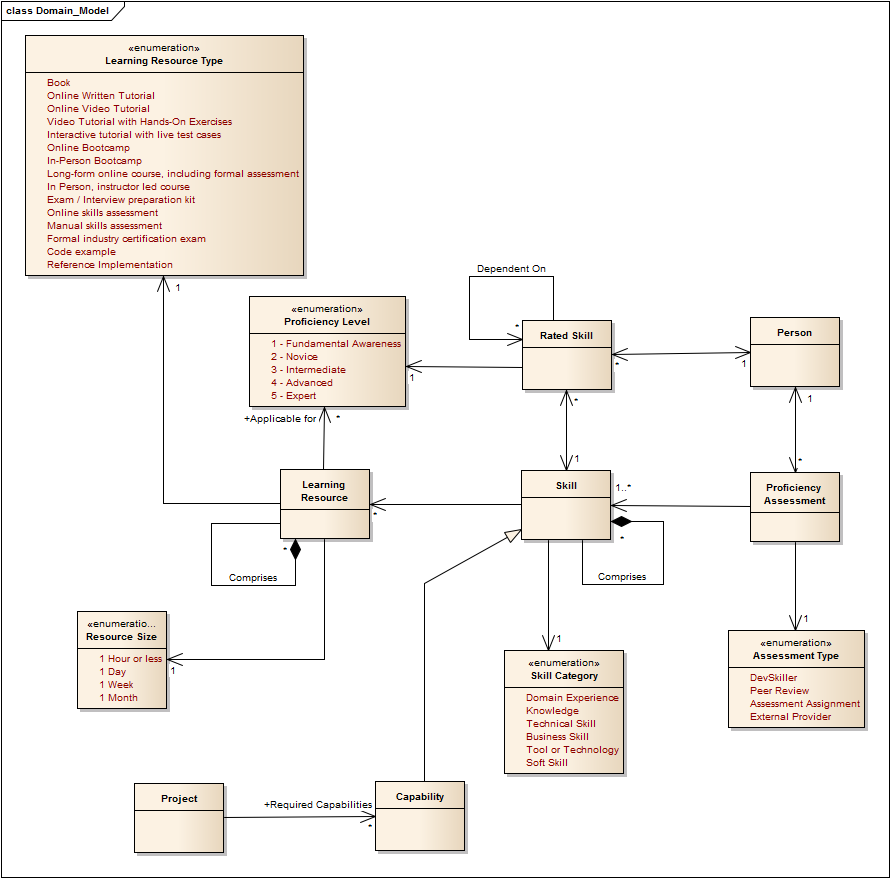 class Domain_Model
«enumeration»
Learning Resource Type
Book
Online Written Tutorial
Online Video Tutorial
Video Tutorial with Hands-On Exercises
Interactive tutorial with live test cases
Online Bootcamp
In-Person Bootcamp
Long-form online course, including formal assessment
In Person, instructor led course
Exam / Interview preparation kit
Online skills assessment
Manual skills assessment
Formal industry certification exam
Code example
Reference Implementation
1
«enumeration»
Proficiency Level
1 - Fundamental Awareness
2 - Novice
3 - Intermediate
4 - Advanced
5 - Expert
1
+Applicable for
*
Dependent On
*
Rated Skill
*
*
Person
1
1
Learning
Resource
*
*
Comprises
1
Skill
1..*
*
Comprises
*
Proficiency
Assessment
«enumeratio...
Resource Size
1 Hour or less
1 Day
1 Week
1 Month
1
1
«enumeration»
Skill Category
Domain Experience
Knowledge
Technical Skill
Business Skill
Tool or Technology
Soft Skill
1
«enumeration»
Assessment Type
DevSkiller
Peer Review
Assessment Assignment
External Provider
Project
+Required Capabilities
*
Capability